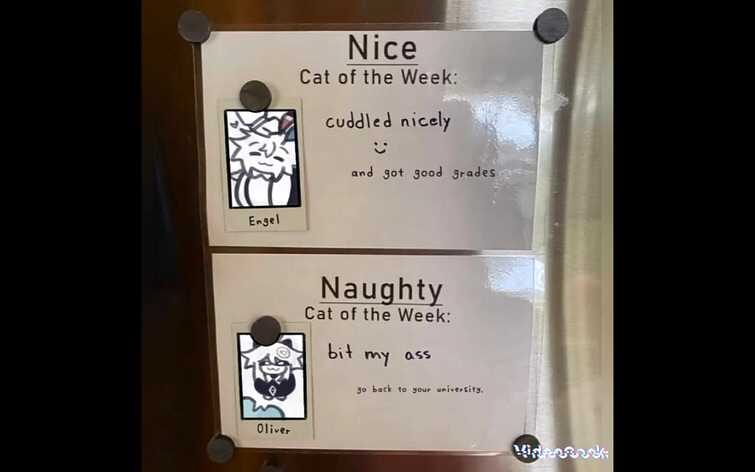 Nice
Cat of the Week:
cuddled nicely
and got good grades
Engel
Naughty
Cat of the Week:
bit my ass
go back to your university.
Oliver